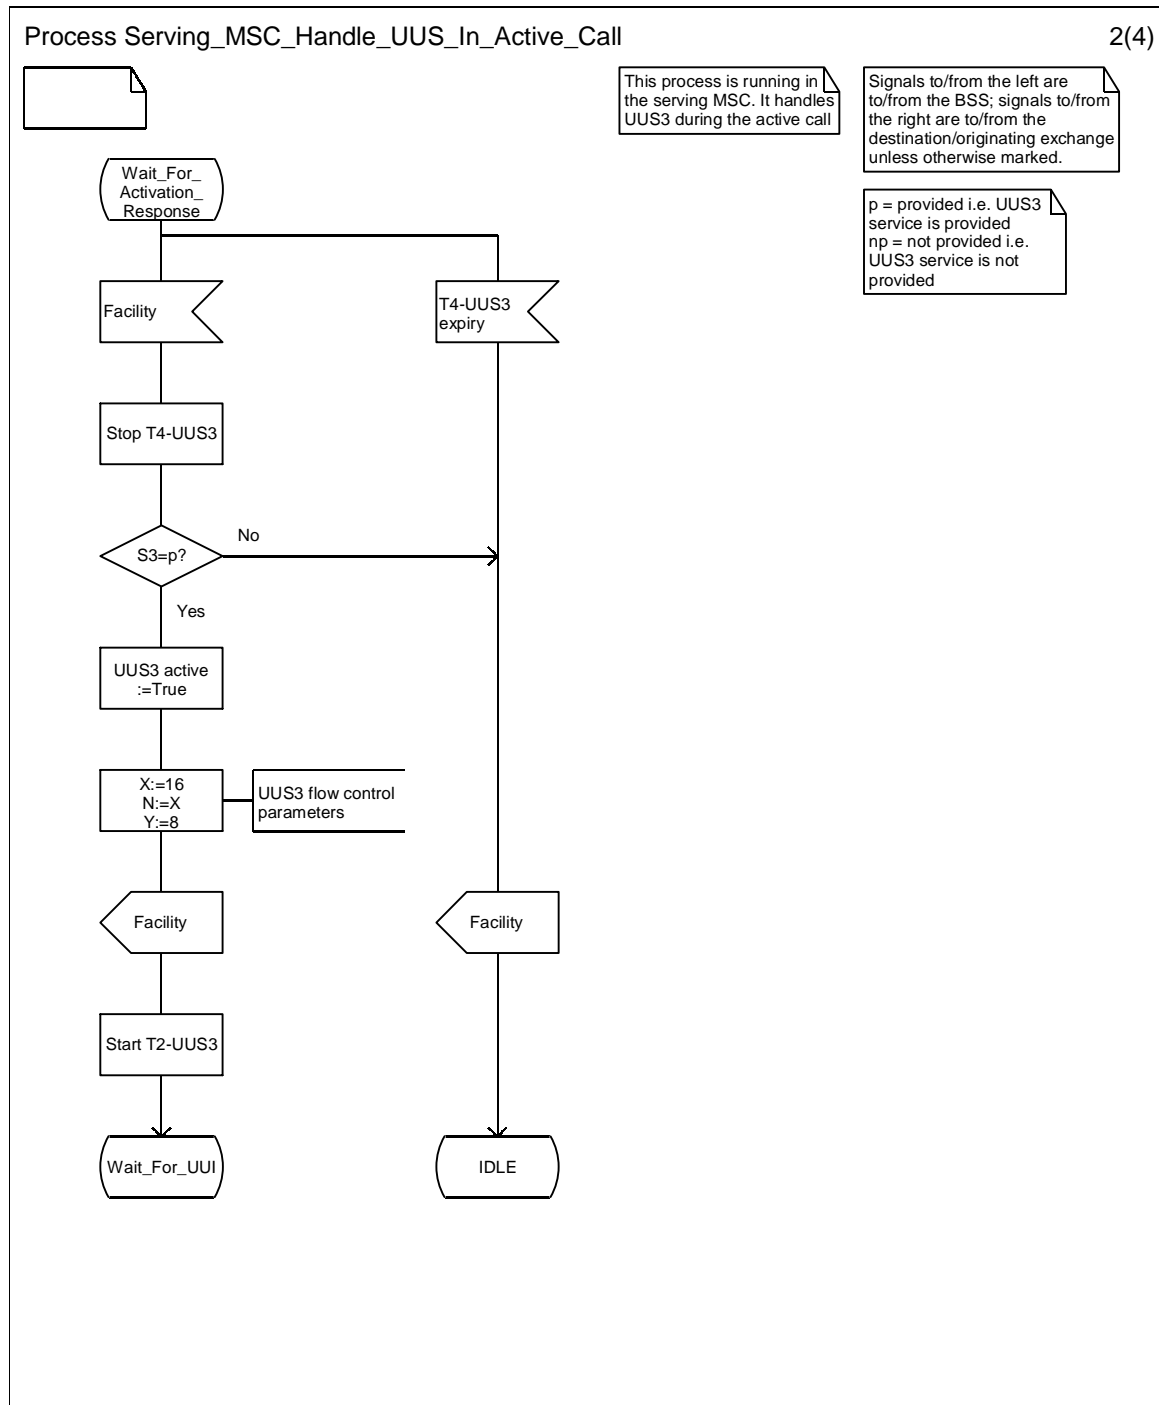 Process Serving_MSC_Handle_UUS_In_Active_Call
2(4)
This process is running in
the serving MSC. It handles
UUS3 during the active call
Signals to/from the left are
to/from the BSS; signals to/from
the right are to/from the
destination/originating exchange
unless otherwise marked.
p = provided i.e. UUS3
service is provided
np = not provided i.e.
UUS3 service is not
provided
Wait_For_
Activation_
Response
Facility
T4-UUS3
expiry
Stop T4-UUS3
S3=p?
No
Yes
UUS3 active
:=True
X:=16
N:=X
Y:=8
UUS3 flow control
parameters
Facility
Facility
Start T2-UUS3
Wait_For_UUI
IDLE